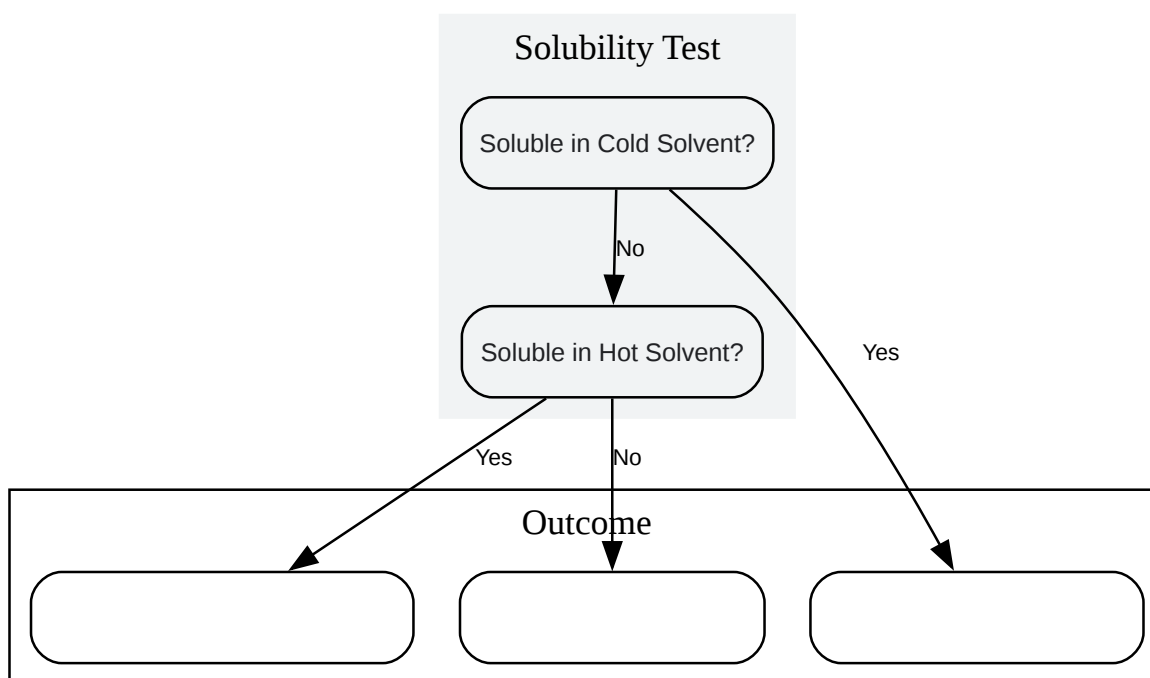 Solubility Test
Soluble in Cold Solvent?
No
Soluble in Hot Solvent?
Yes
Yes
No
Outcome